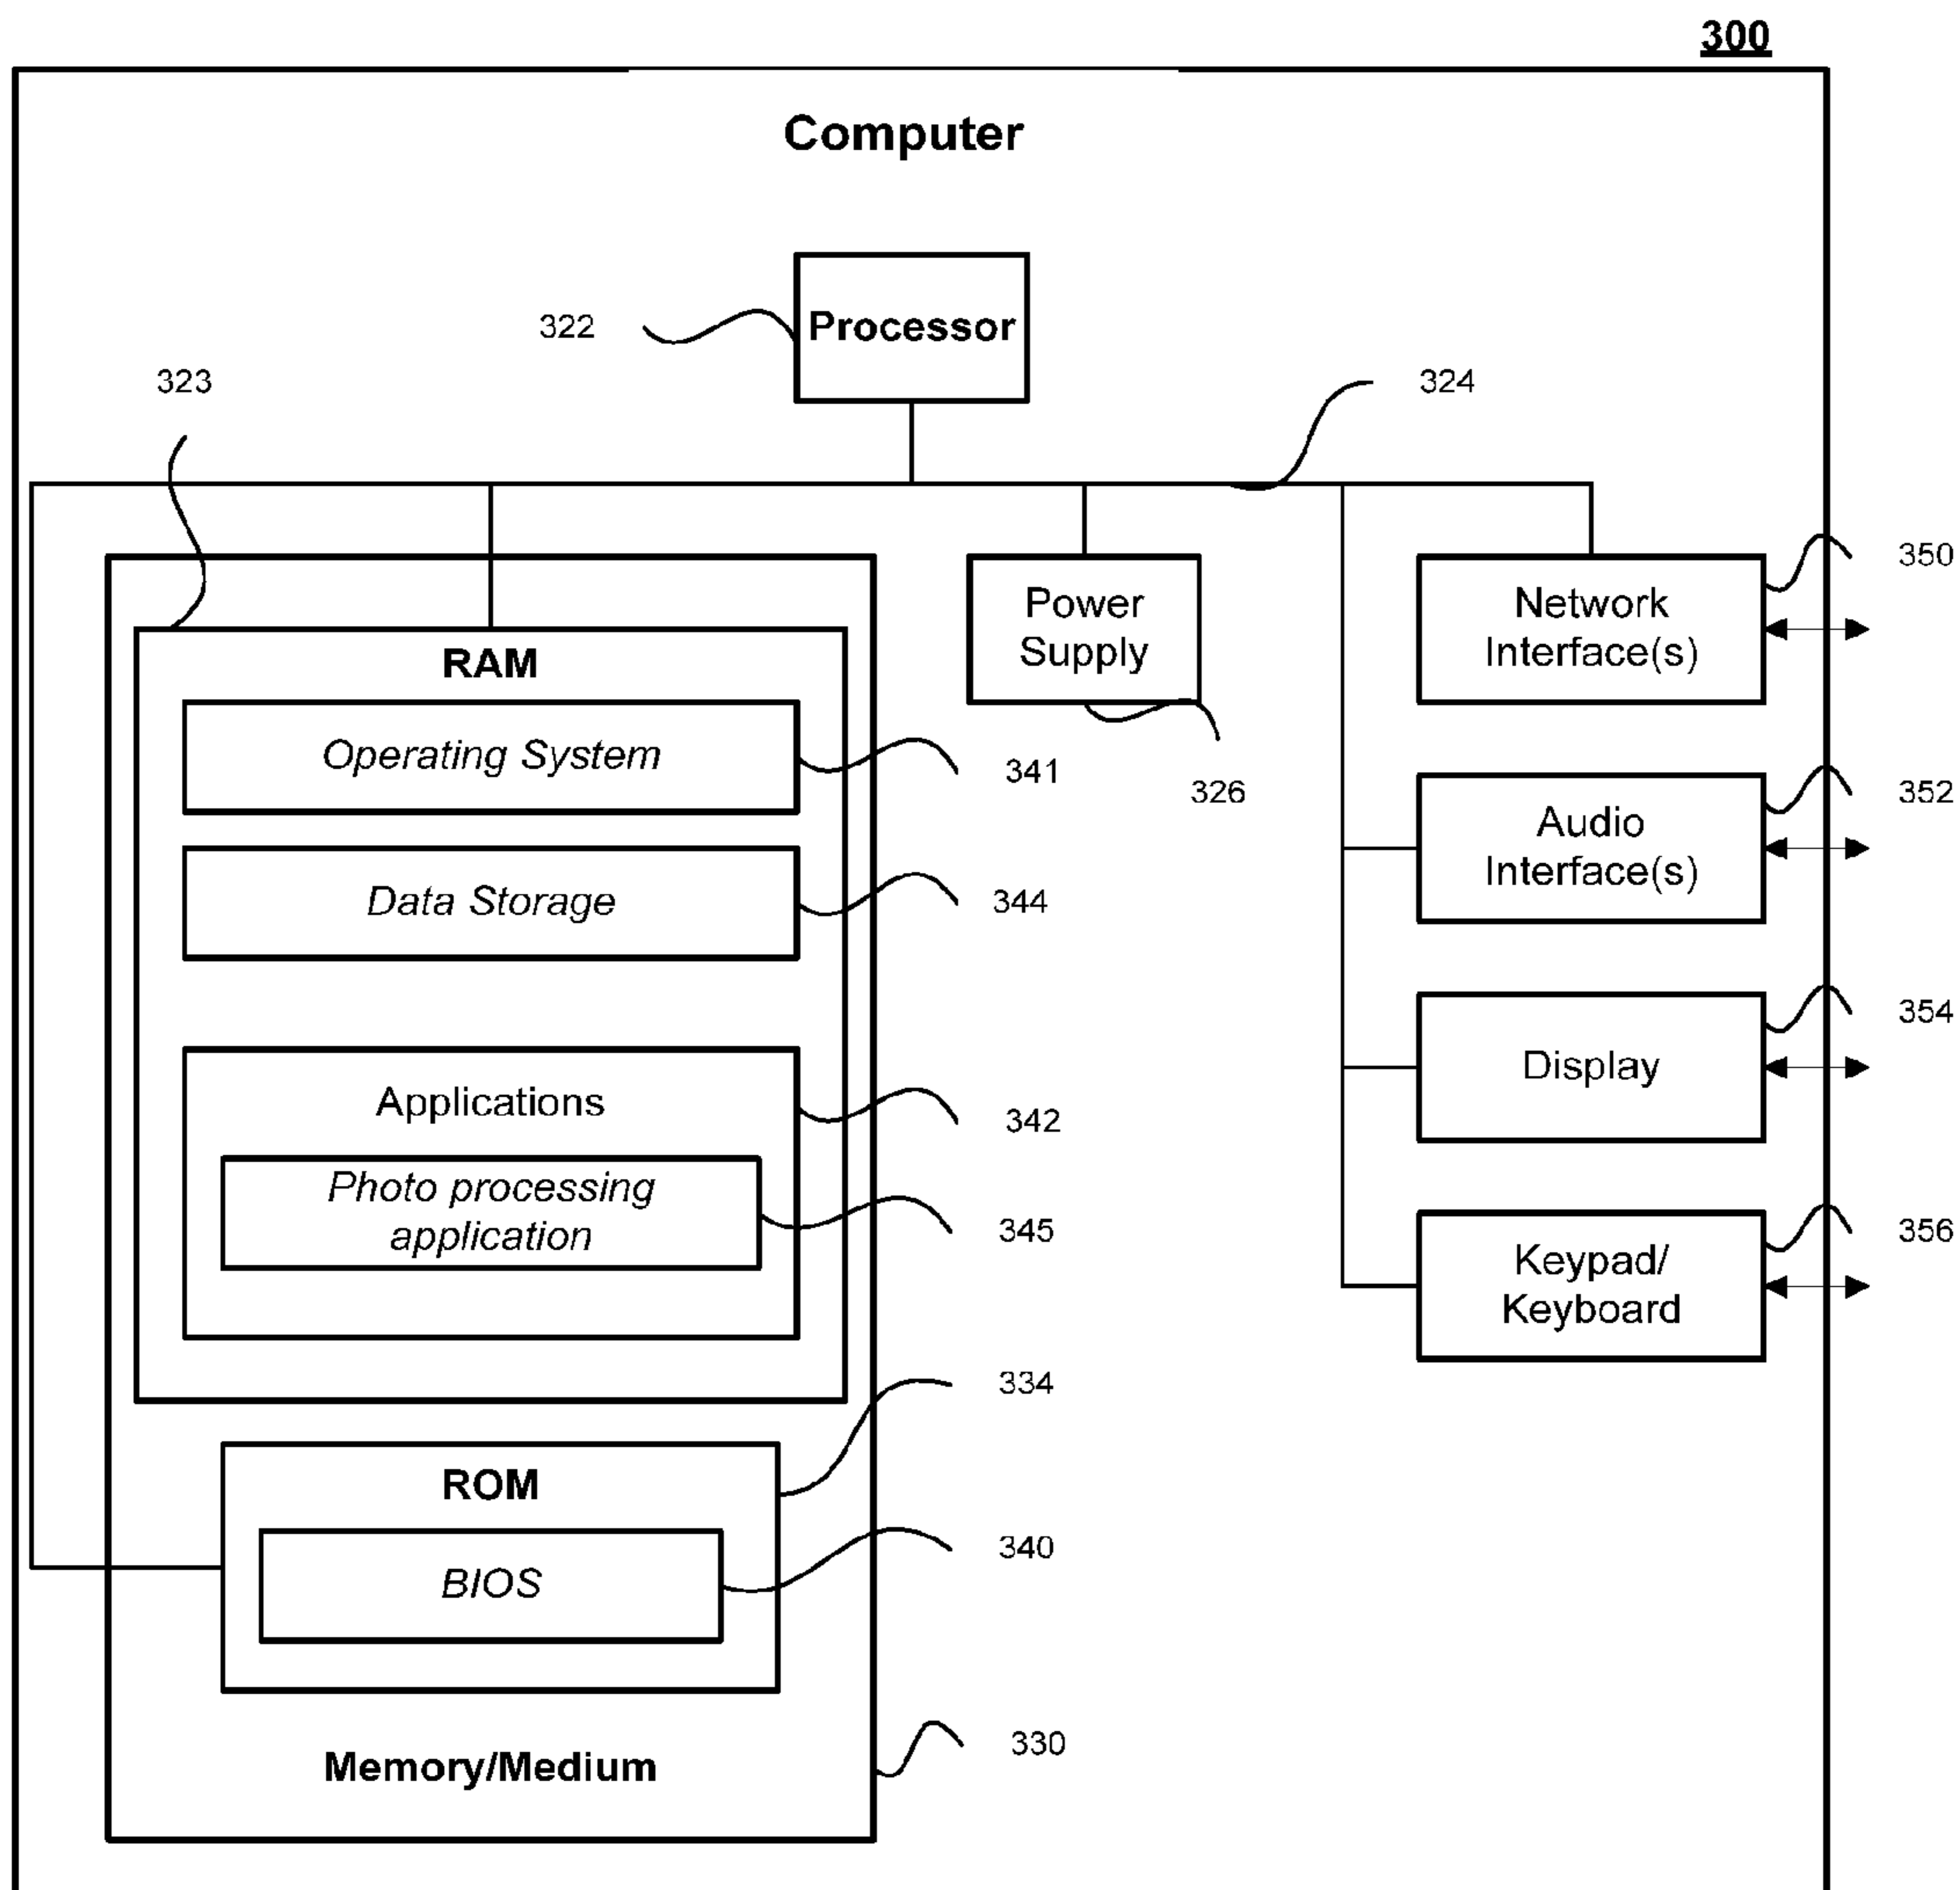 300
Computer
Processor
322
323
324
350
Power
Supply
Network
Interface(s)
RAM
Operating System
341
326
352
Audio
Interface(s)
Data Storage
344
354
Display
Applications
342
Photo processing
application
345
356
Keypad/
Keyboard
334
ROM
340
BIOS
330
Memory/Medium